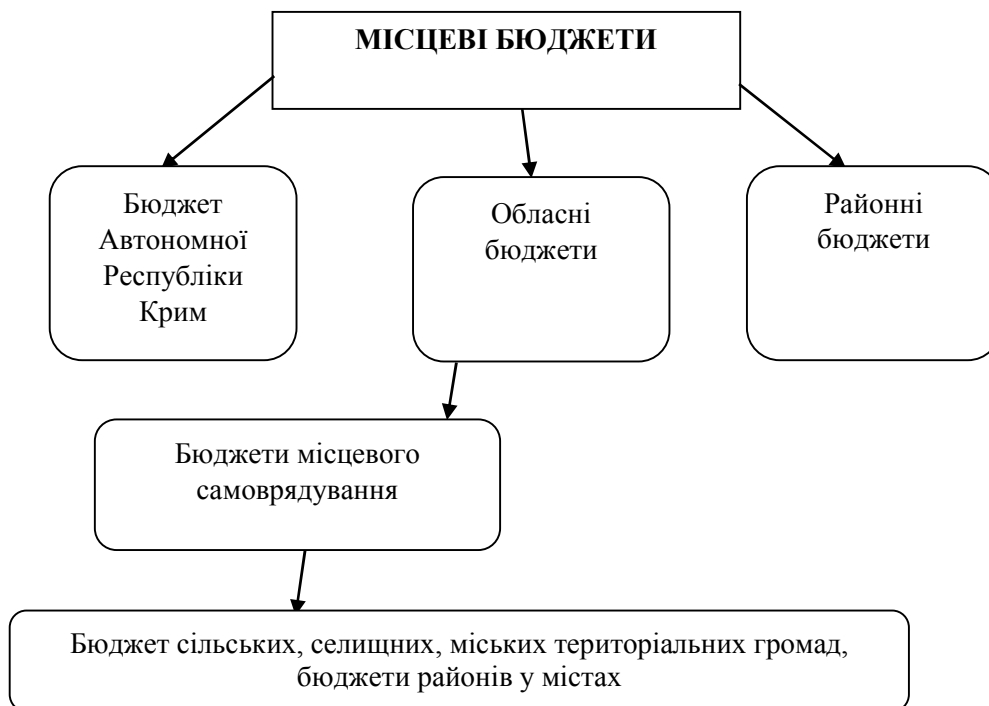 МІСЦЕВІ БЮДЖЕТИ
Бюджет
Автономної
Республіки
Крим
Обласні
бюджети
Районні
бюджети
Бюджети місцевого
самоврядування
Бюджет сільських, селищних, міських територіальних громад,
бюджети районів у містах